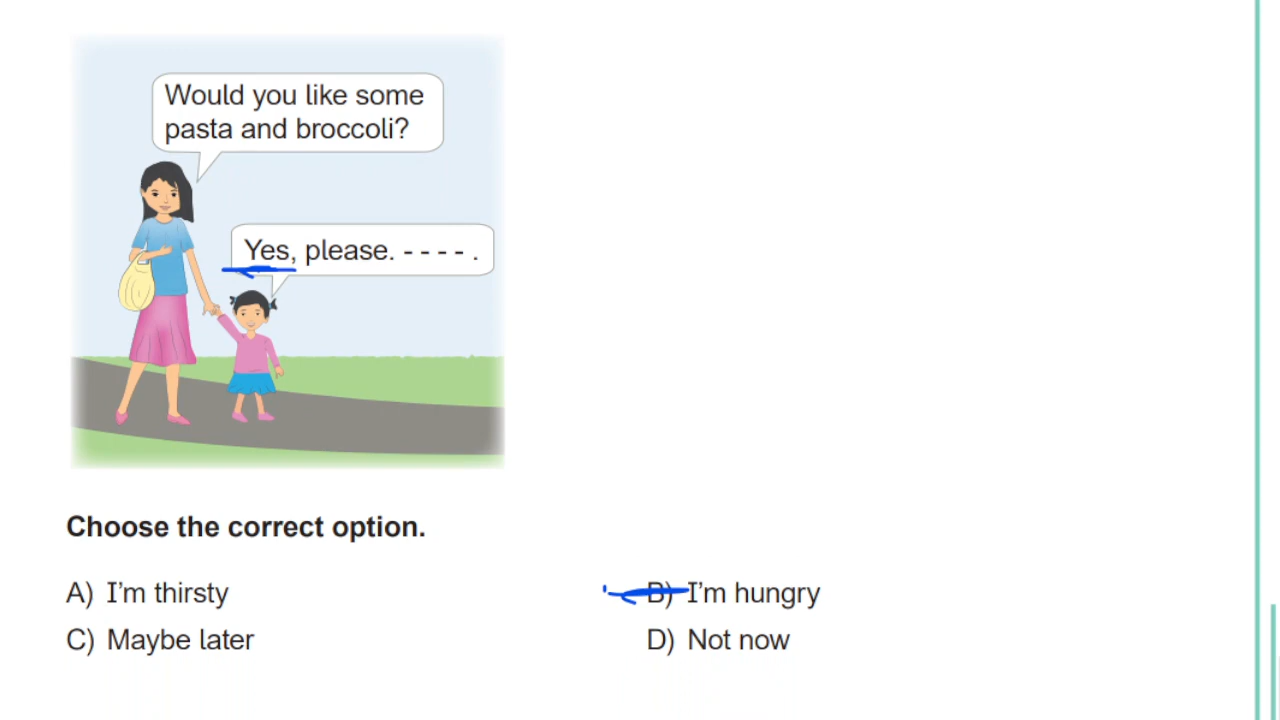 Would you like some
pasta and broccoli?
Yes, please. - - - - .
Choose the correct option.
A) I'm thirsty
B) I'm hungry
C) Maybe later
D) Not now